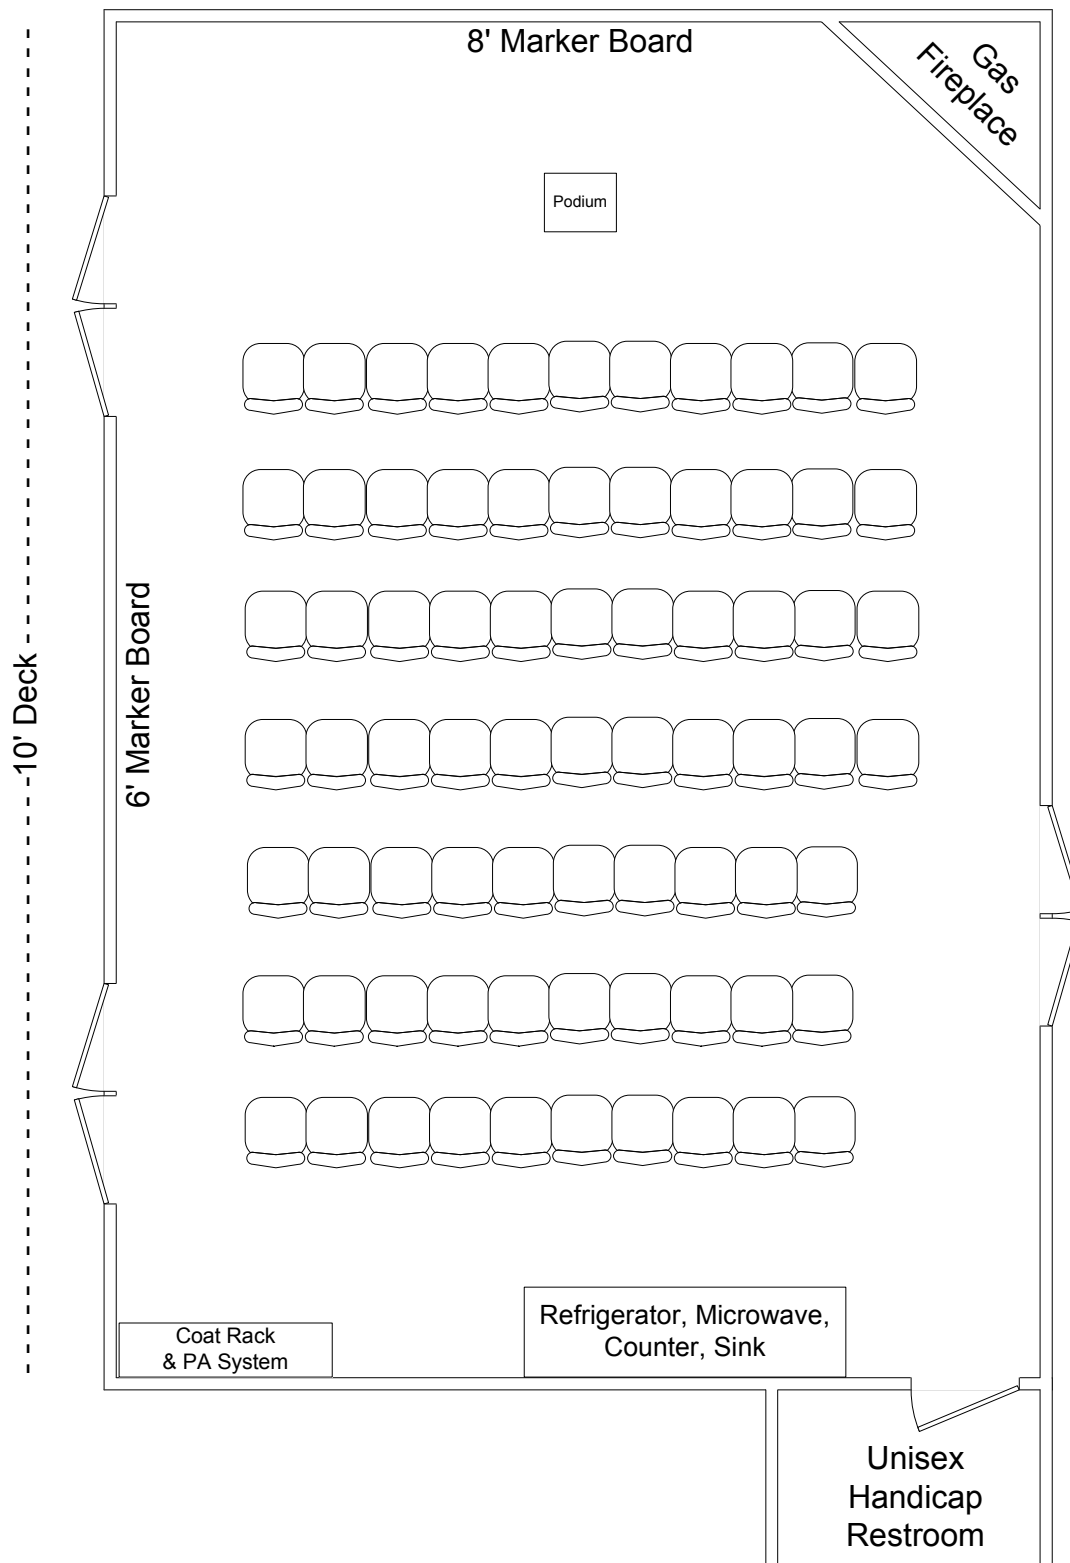 8' Marker Board
Gas
Fireplace
Podium
10' Deck
6' Marker Board
Coat Rack
& PA System
Refrigerator, Microwave,
Counter, Sink
Unisex
Handicap
Restroom